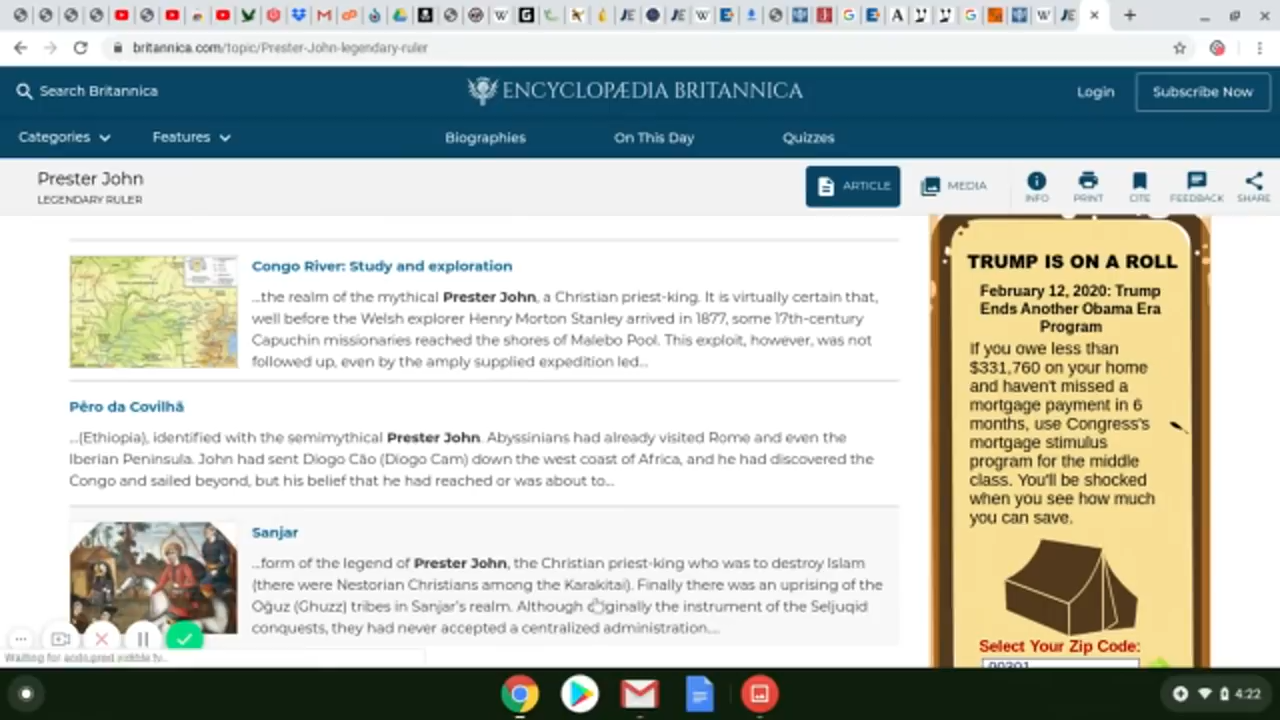 britannica.com/topic/Prester-John-legendary-ruler
Search Britannica
ENCYCLOPÆDIA BRITANNICA
Login
Subscribe Now
Categories
Features
Biographies
On This Day
Quizzes
Prester John
LEGENDARY RULER
ARTICLE
MEDIA
INFO
PRINT
CITE
FEEDBACK
SHARE
Congo River: Study and exploration
...the realm of the mythical Prester John, a Christian priest-king. It is virtually certain that,
well before the Welsh explorer Henry Morton Stanley arrived in 1877, some 17th-century
Capuchin missionaries reached the shores of Malebo Pool. This exploit, however, was not
followed up, even by the amply supplied expedition led...
Pêro da Covilhã
...(Ethiopia), identified with the semimythical Prester John. Abyssinians had already visited Rome and even the
Iberian Peninsula. John had sent Diogo Cão (Diogo Cam) down the west coast of Africa, and he had discovered the
Congo and sailed beyond, but his belief that he had reached or was about to...
Sanjar
...form of the legend of Prester John, the Christian priest-king who was to destroy Islam
(there were Nestorian Christians among the Karakitai). Finally there was an uprising of the
Oğuz (Ghuzz) tribes in Sanjar's realm. Although originally the instrument of the Seljuqid
conquests, they had never accepted a centralized administration....
TRUMP IS ON A ROLL
February 12, 2020: Trump
Ends Another Obama Era
Program
If you owe less than
$331,760 on your home
and haven't missed a
mortgage payment in 6
months, use Congress's
mortgage stimulus
program for the middle
class. You'll be shocked
when you see how much
you can save.
Select Your Zip Code:
Waiting for
4:22